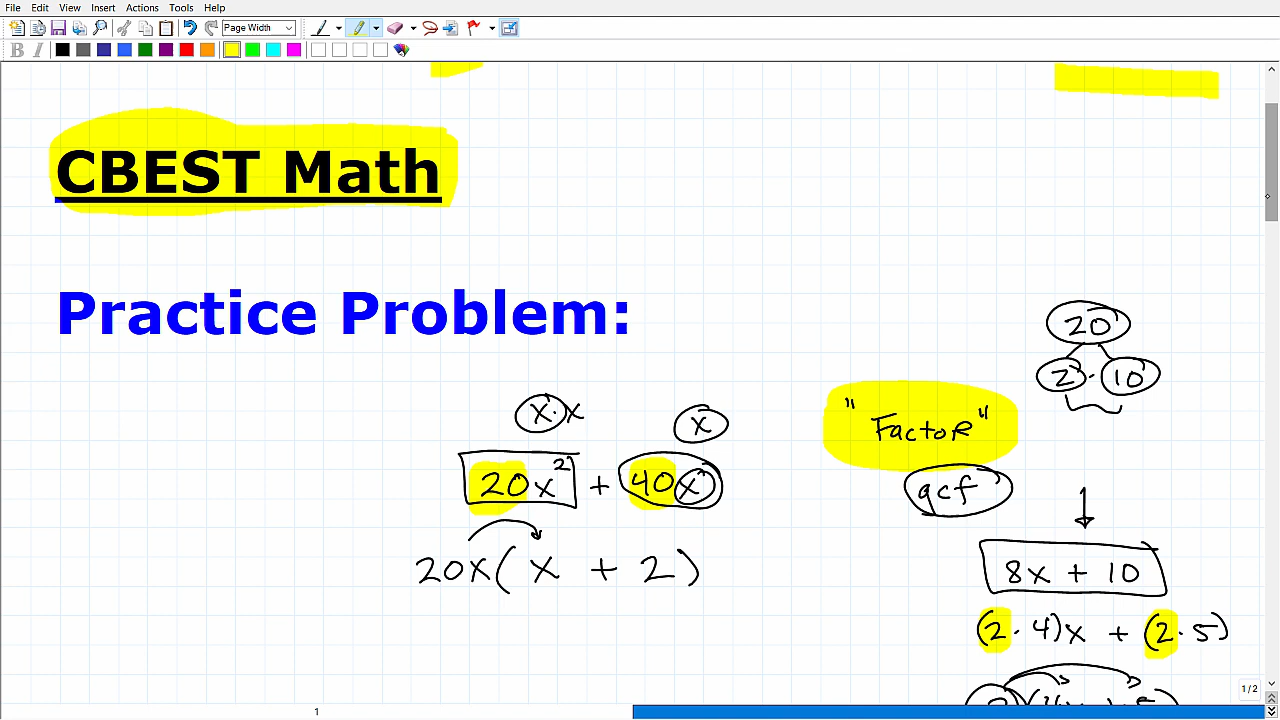 File Edit View Insert Actions Tools Help
Page Width
B I
CBEST Math
Practice Problem:
20
2 · 10
"Factor"
x·x x
20x² + 40x
gcf
20x(x + 2)
8x + 10
(2·4)x + (2·5)
1/2
1